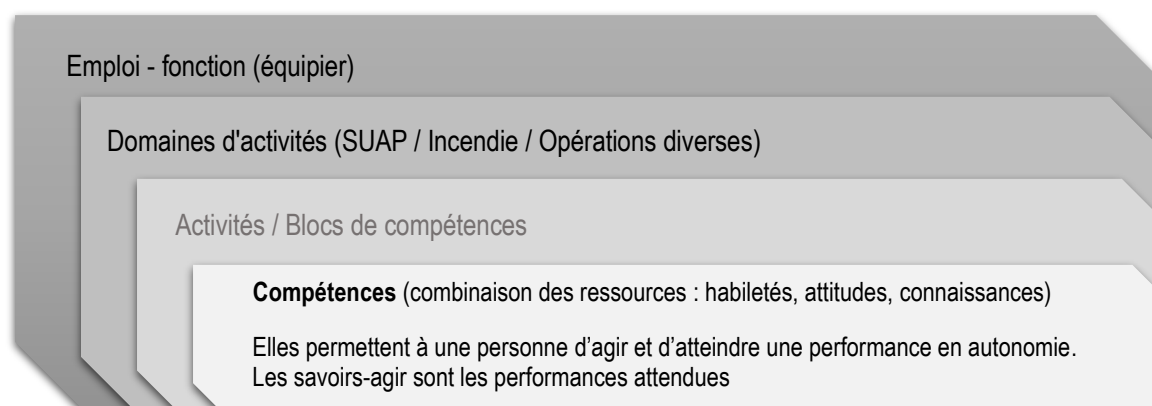 Emploi - fonction (équipier)
Domaines d'activités (SUAP / Incendie / Opérations diverses)
Activités / Blocs de compétences
Compétences (combinaison des ressources : habiletés, attitudes, connaissances)
Elles permettent à une personne d’agir et d’atteindre une performance en autonomie.
Les savoirs-agir sont les performances attendues